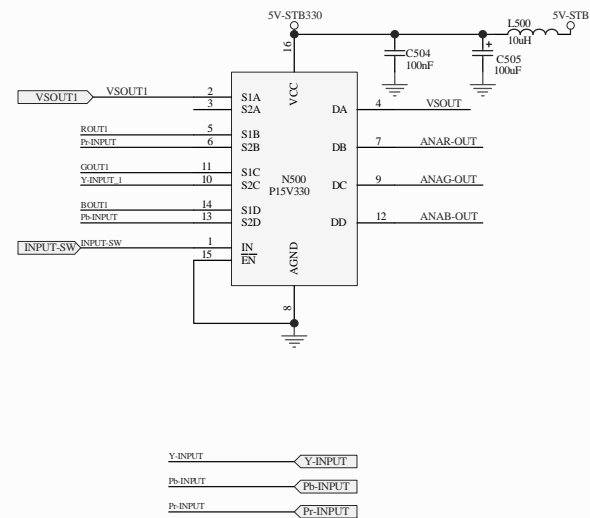 5V-STB330
5V-STB
L500
10uH
16
C504
100nF
C505
100uF
VSOUT1 VSOUT1 2 S1A VCC
3 S2A DA 4 VSOUT
ROUT1 5 S1B
Pr-INPUT 6 S2B DB 7 ANAR-OUT
GOUT1 11 S1C N500
Y-INPUT_1 10 S2C P15V330 DC 9 ANAG-OUT
BOUT1 14 S1D
Pb-INPUT 13 S2D DD 12 ANAB-OUT
INPUT-SW INPUT-SW 1 IN
15 EN AGND
8
Y-INPUT Y-INPUT
Pb-INPUT Pb-INPUT
Pr-INPUT Pr-INPUT